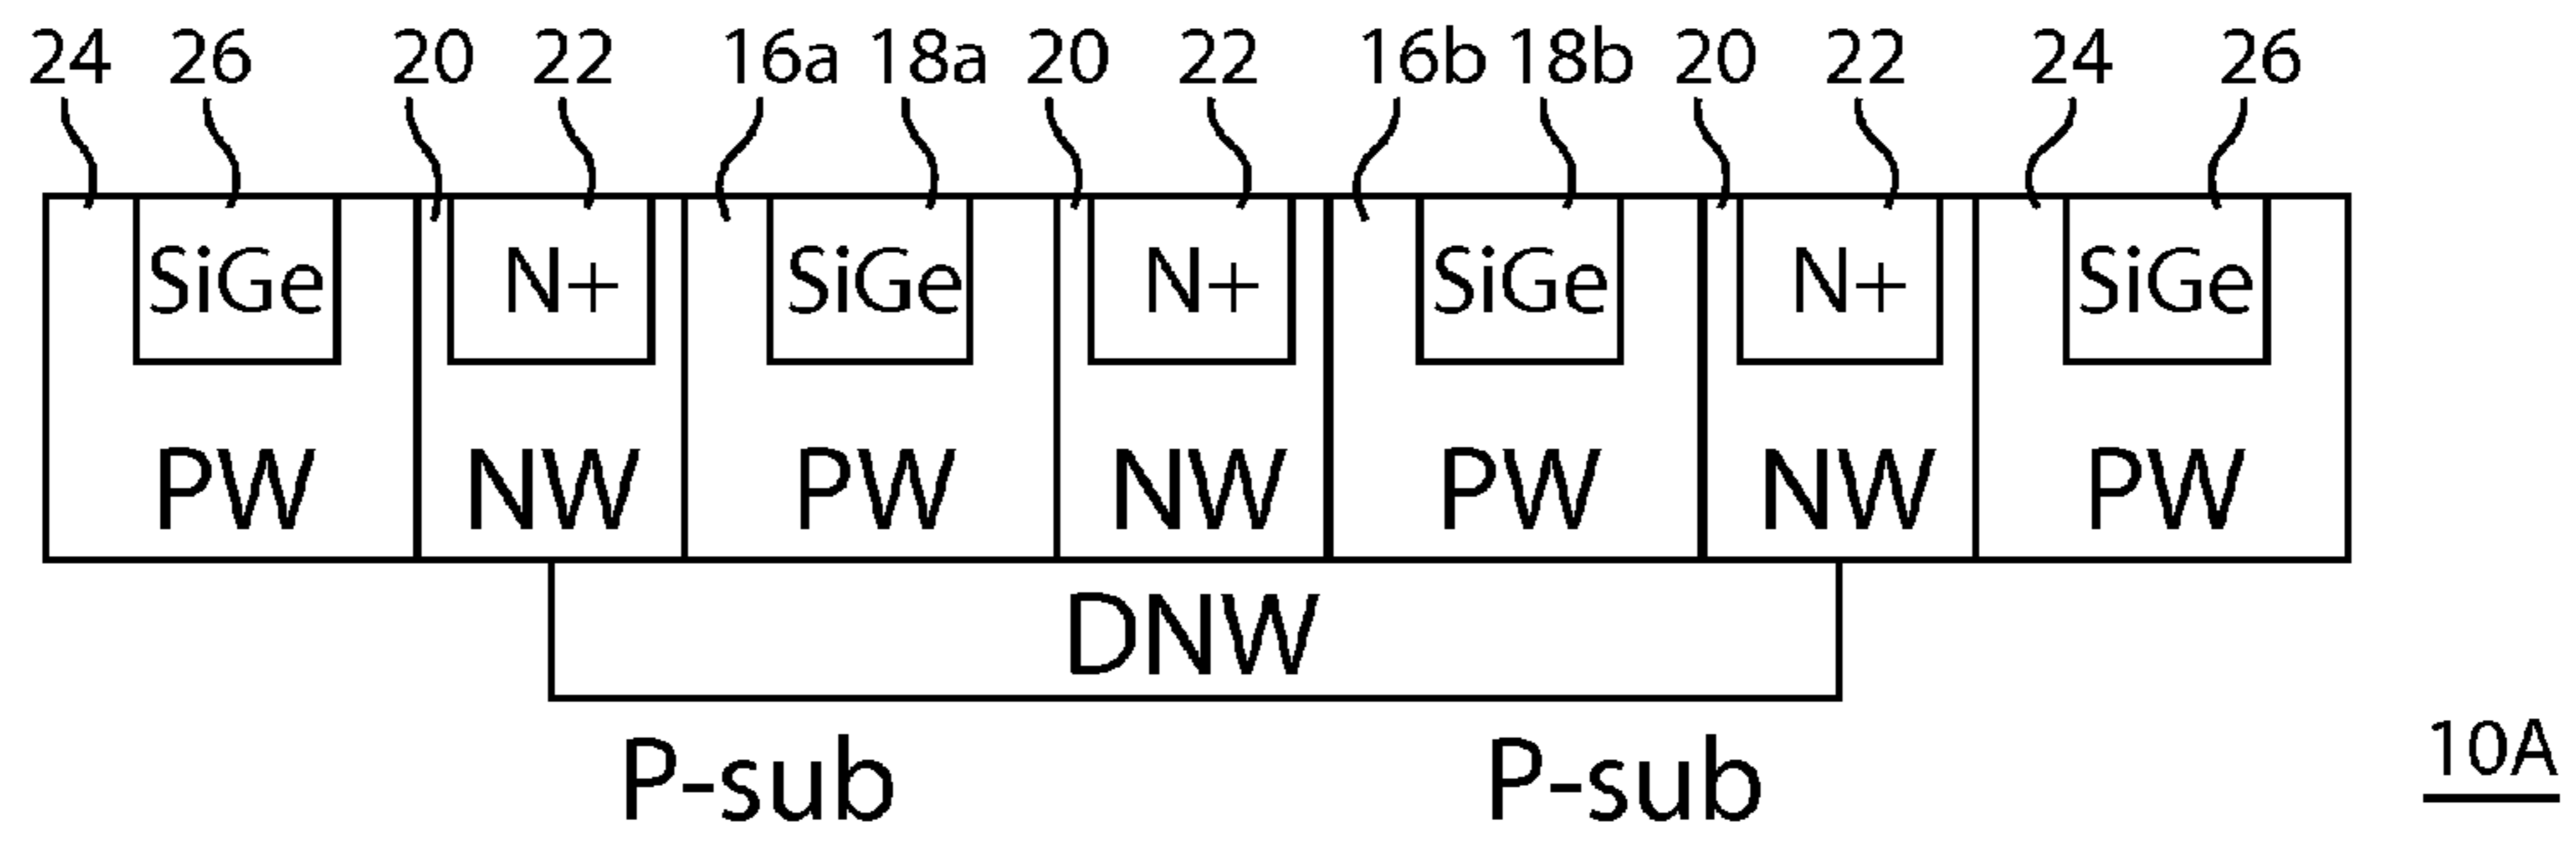 24 26 20 22 16a 18a 20 22 16b 18b 20 22 24 26
SiGe N+ SiGe N+ SiGe N+ SiGe
PW NW PW NW PW NW PW
DNW
P-sub P-sub
10A